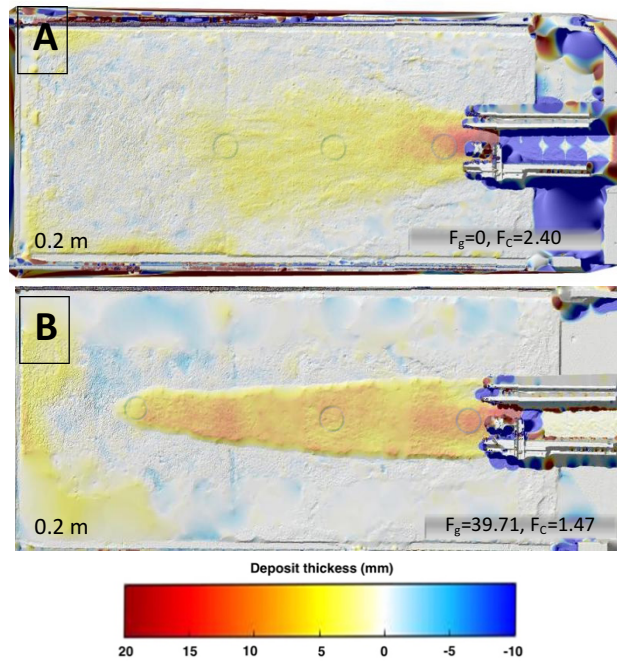 A
0.2 m
Fg=0, FC=2.40
B
0.2 m
Fg=39.71, FC=1.47
Deposit thickess (mm)
20 15 10 5 0 -5 -10